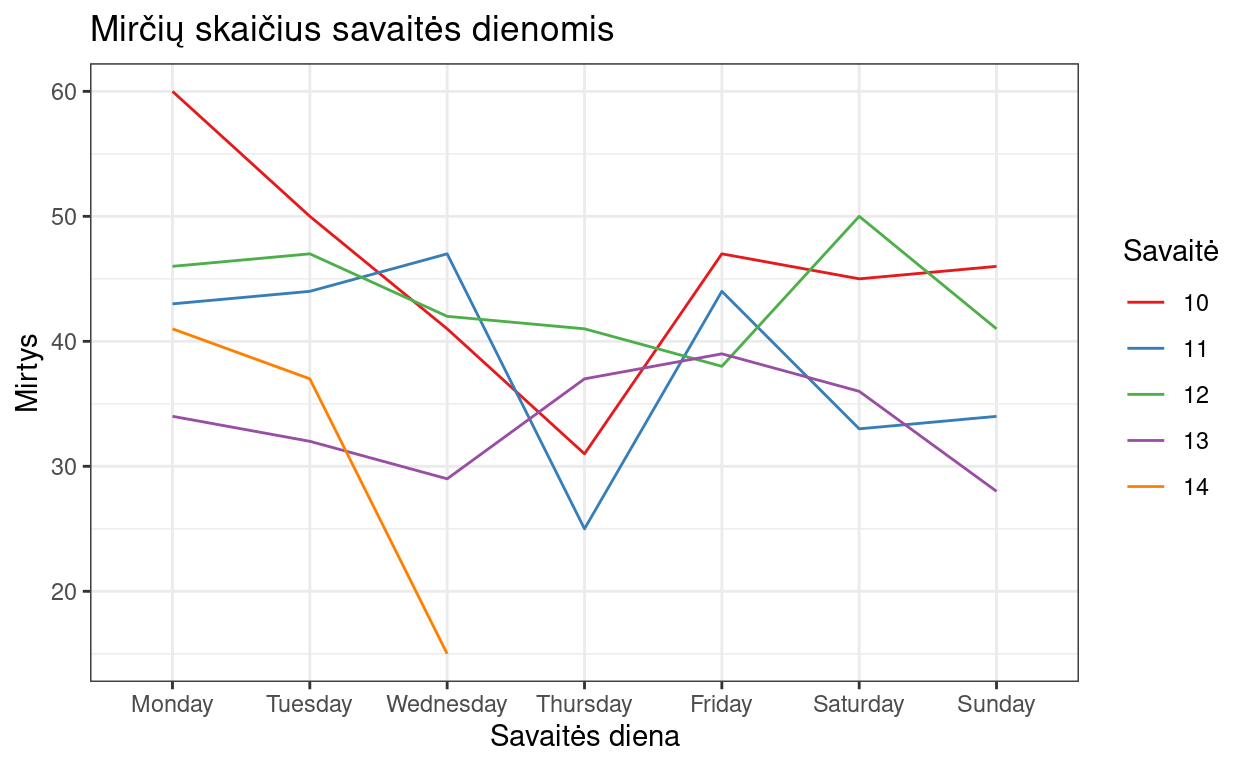 Mirčių skaičius savaitės dienomis
60
50
40
30
20
Mirtys
Monday Tuesday Wednesday Thursday Friday Saturday Sunday
Savaitės diena
Savaitė
10
11
12
13
14